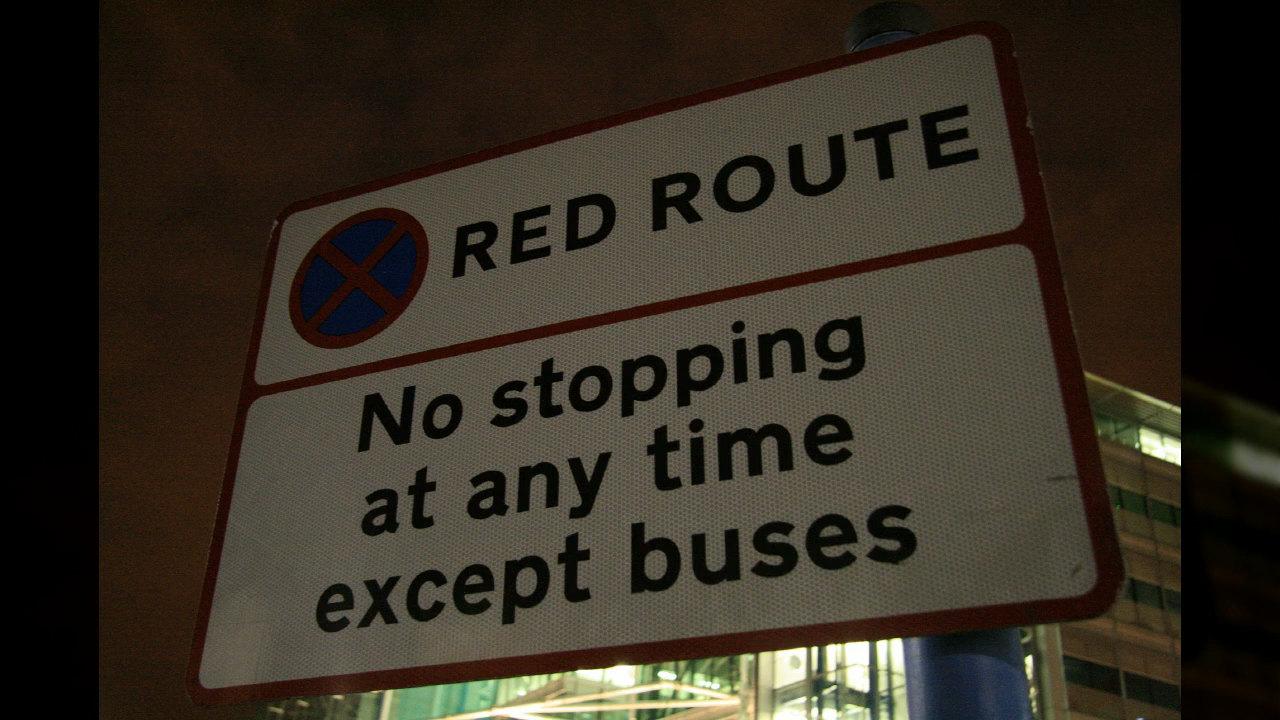 RED ROUTE
No stopping
at any time
except buses